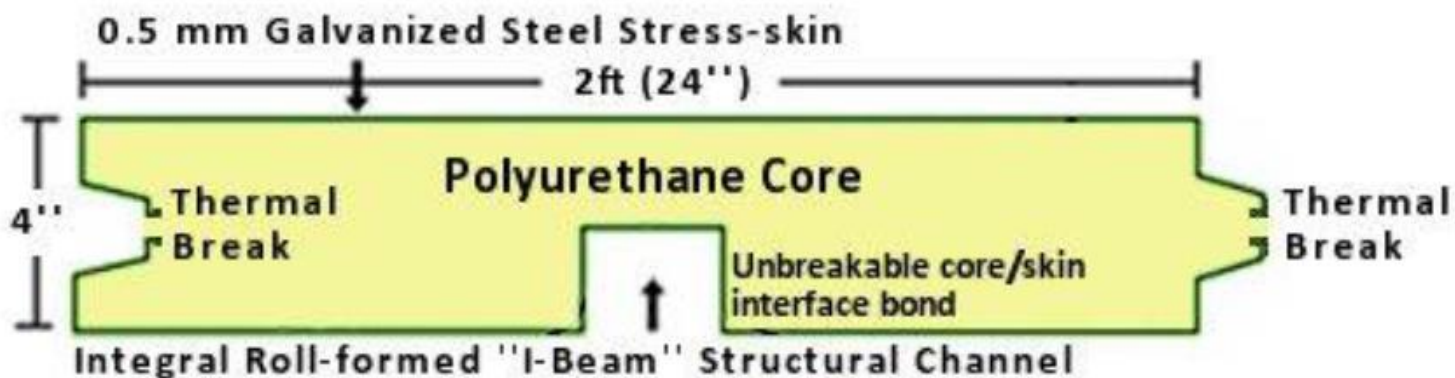 0.5 mm Galvanized Steel Stress-skin
2ft (24'')
Polyurethane Core
4''
Thermal
Break
Thermal
Break
Unbreakable core/skin
interface bond
Integral Roll-formed "I-Beam" Structural Channel